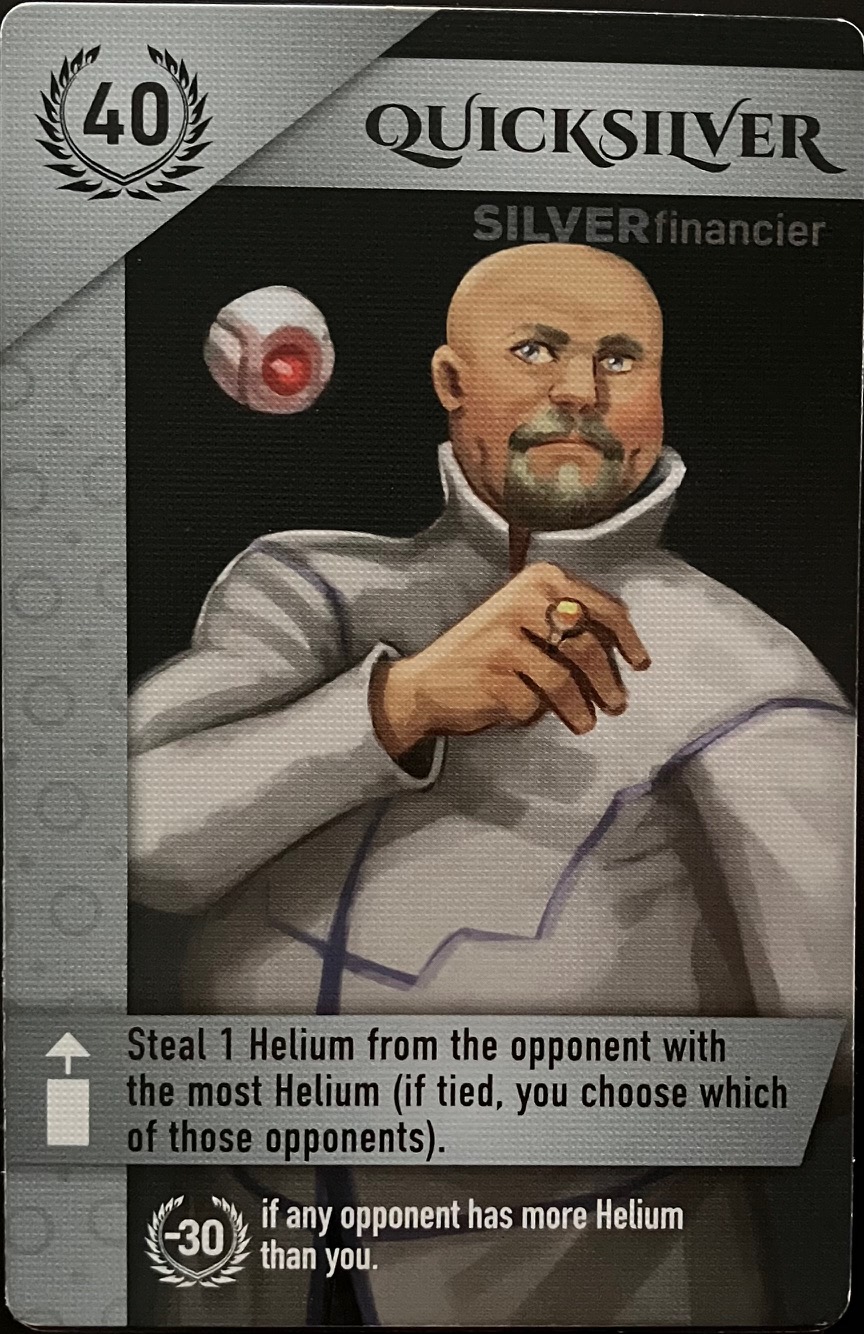 40
QUICKSILVER
SILVERfinancier
Steal 1 Helium from the opponent with
the most Helium (if tied, you choose which
of those opponents).
-30 if any opponent has more Helium
than you.